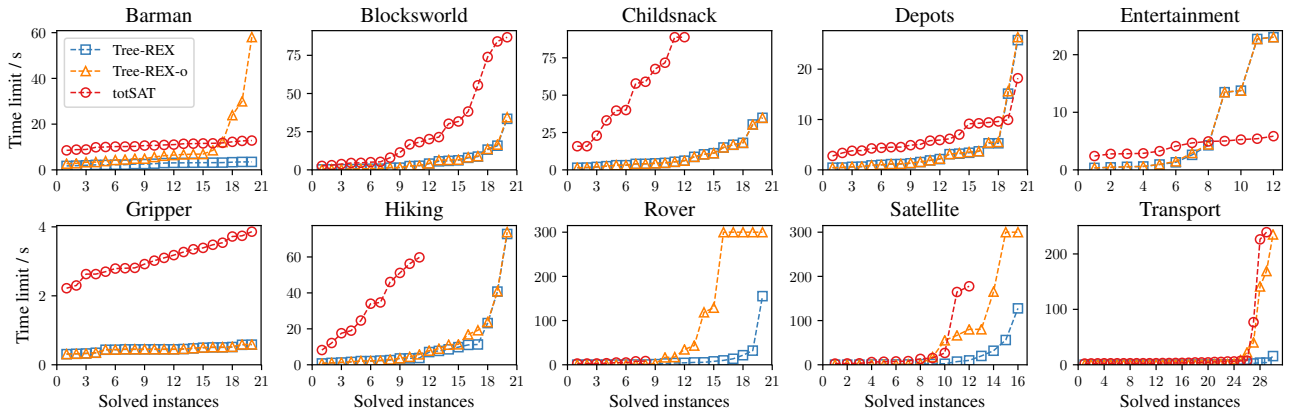 Barman
Blocksworld
Childsnack
Depots
Entertainment
Time limit / s
60
40
20
0
Tree-REX
Tree-REX-o
totSAT
75
50
25
0
75
50
25
0
40
20
0
20
10
0
0 3 6 9 12 15 18 21
0 3 6 9 12 15 18 21
0 3 6 9 12 15 18 21
0 3 6 9 12 15 18 21
0 2 4 6 8 10 12
Gripper
Hiking
Rover
Satellite
Transport
Time limit / s
4
2
0
60
40
20
0
300
200
100
0
300
200
100
0
200
100
0
0 3 6 9 12 15 18 21
0 3 6 9 12 15 18 21
0 3 6 9 12 15 18 21
0 2 4 6 8 10 12 14 16
0 4 8 12 16 20 24 28
Solved instances
Solved instances
Solved instances
Solved instances
Solved instances